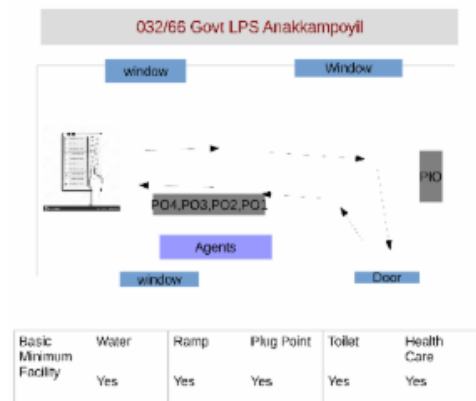 032/66 Govt LPS Anakkampoyil
window
Window
PIO
PO4,PO3,PO2,PO1
Agents
window
Door
Basic Minimum Facility
Water
Ramp
Plug Point
Toilet
Health Care
Yes
Yes
Yes
Yes
Yes